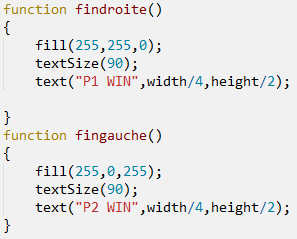 function findroite()
{
    fill(255,255,0);
    textSize(90);
    text("P1 WIN",width/4,height/2);

}
function fingauche()
{
    fill(255,0,255);
    textSize(90);
    text("P2 WIN",width/4,height/2);
}